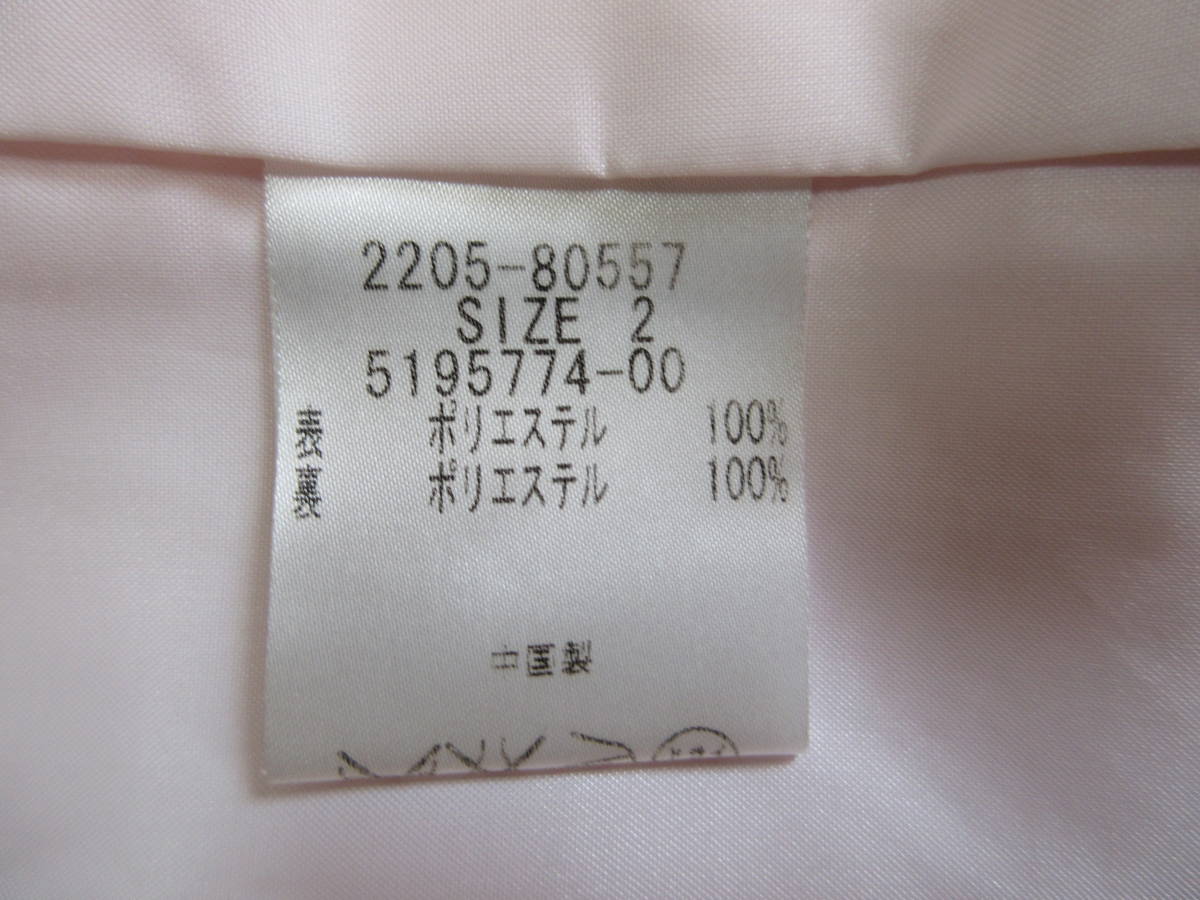 2205-80557
SIZE 2
5195774-00
表 ポリエステル 100%
裏 ポリエステル 100%
中国製